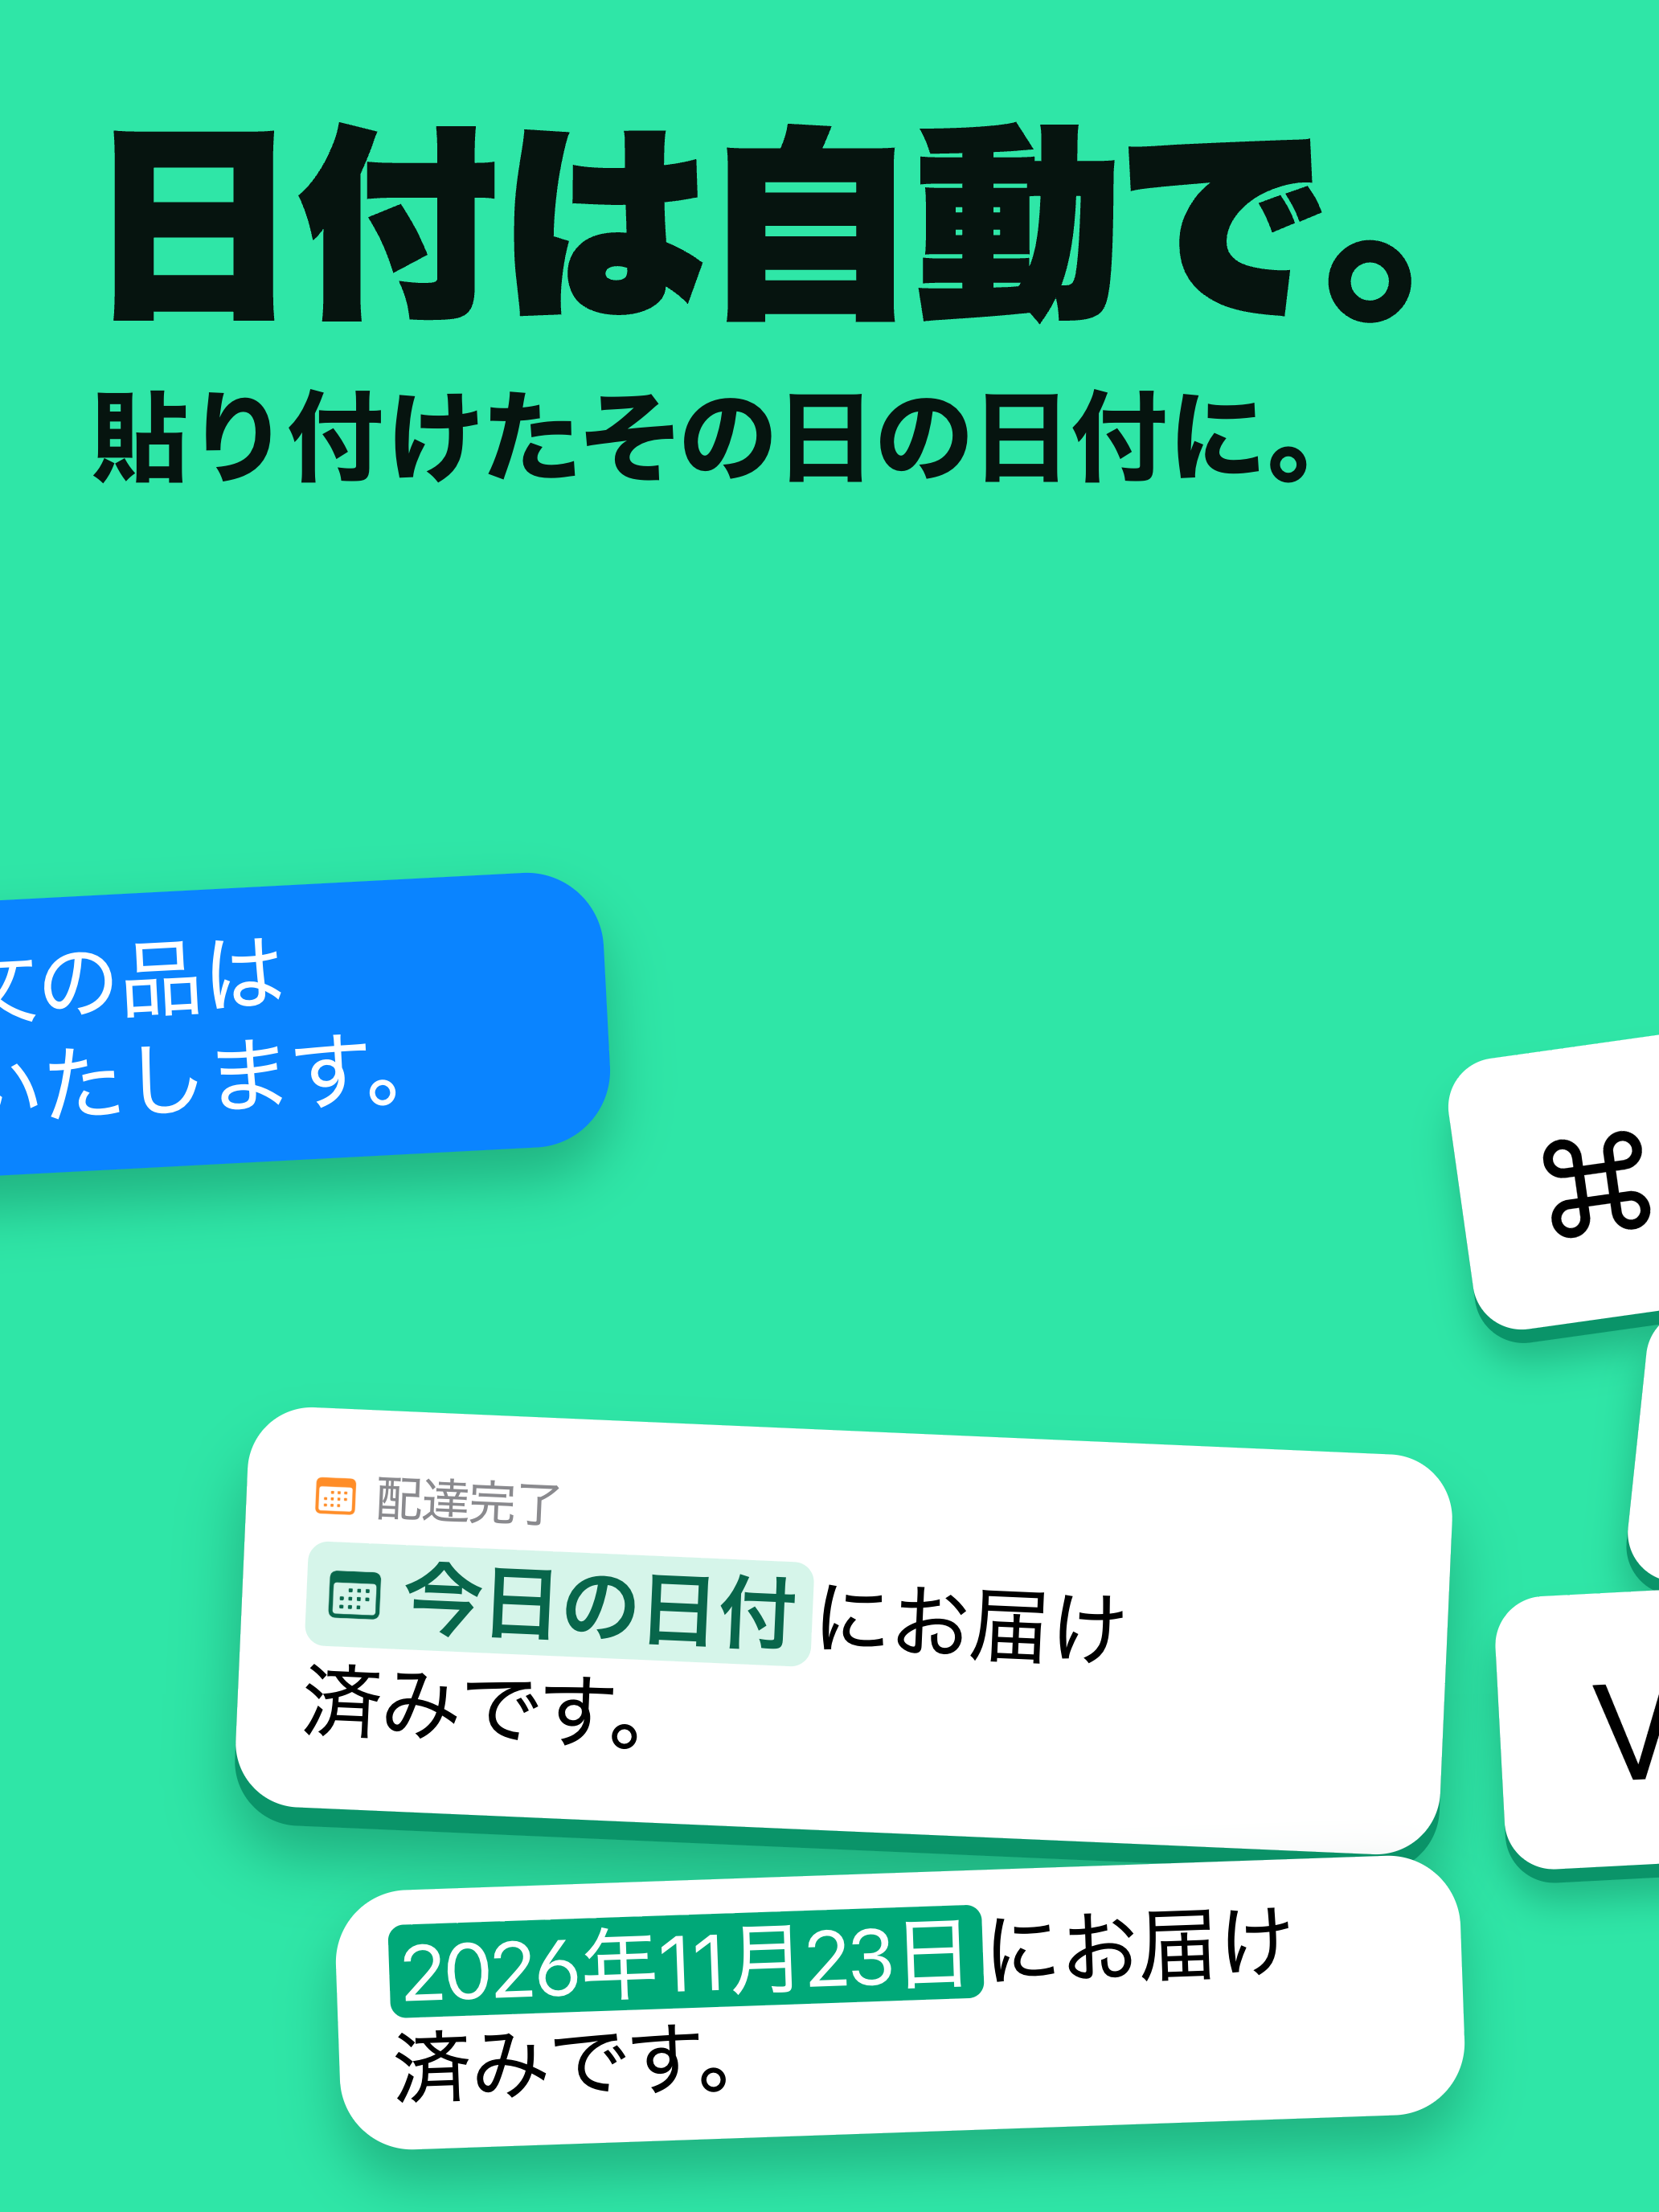 日付は自動で。
貼り付けたその日の日付に。
の品は
いたします。
⌘
配達完了
今日の日付にお届け
済みです。
V
2026年11月23日にお届け
済みです。